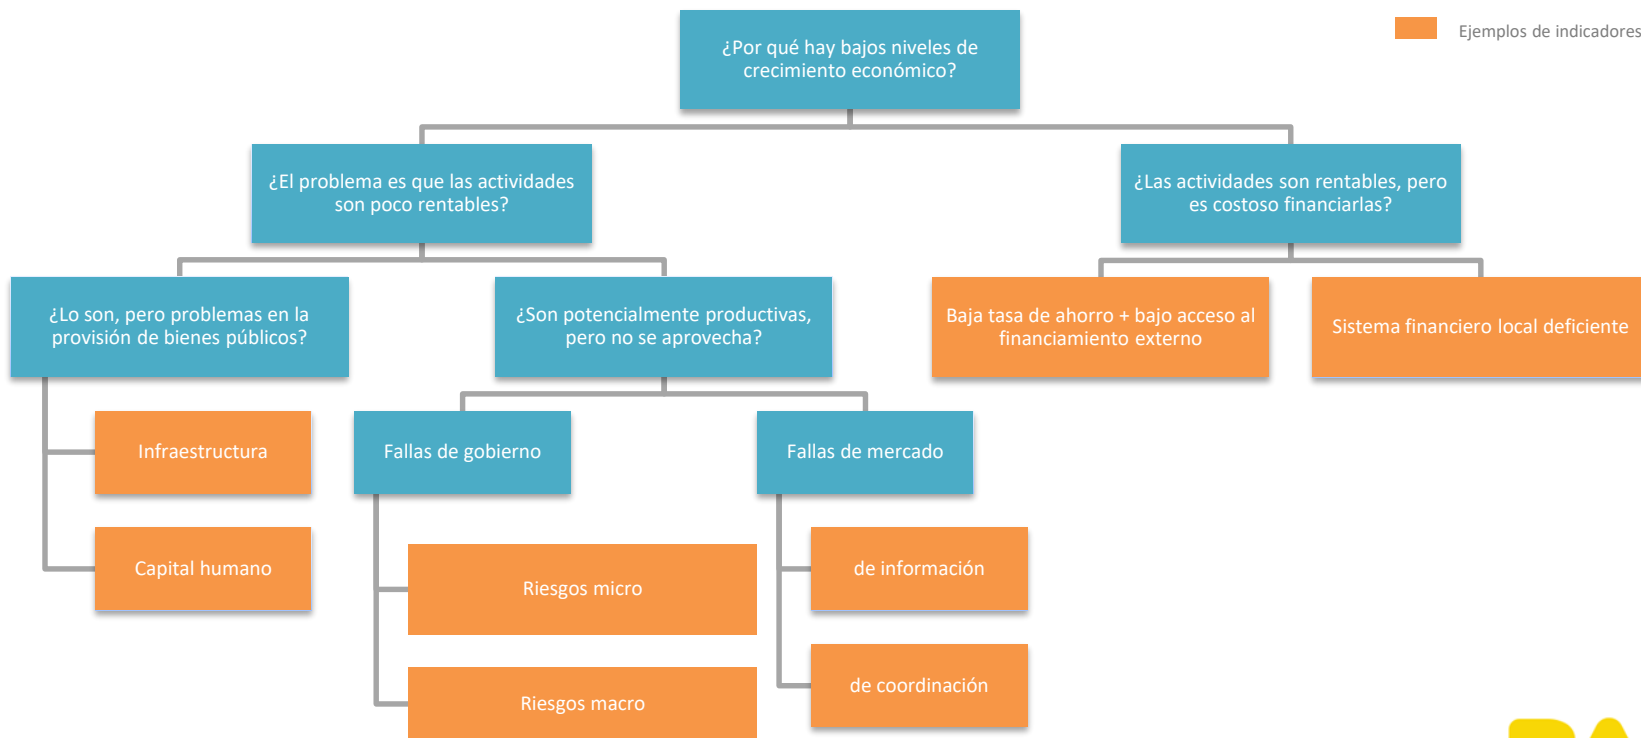 ¿Por qué hay bajos niveles de
crecimiento económico?
Ejemplos de indicadores
¿El problema es que las actividades
son poco rentables?
¿Las actividades son rentables, pero
es costoso financiarlas?
¿Lo son, pero problemas en la
provisión de bienes públicos?
¿Son potencialmente productivas,
pero no se aprovecha?
Baja tasa de ahorro + bajo acceso al
financiamiento externo
Sistema financiero local deficiente
Infraestructura
Fallas de gobierno
Fallas de mercado
Capital humano
Riesgos micro
de información
Riesgos macro
de coordinación